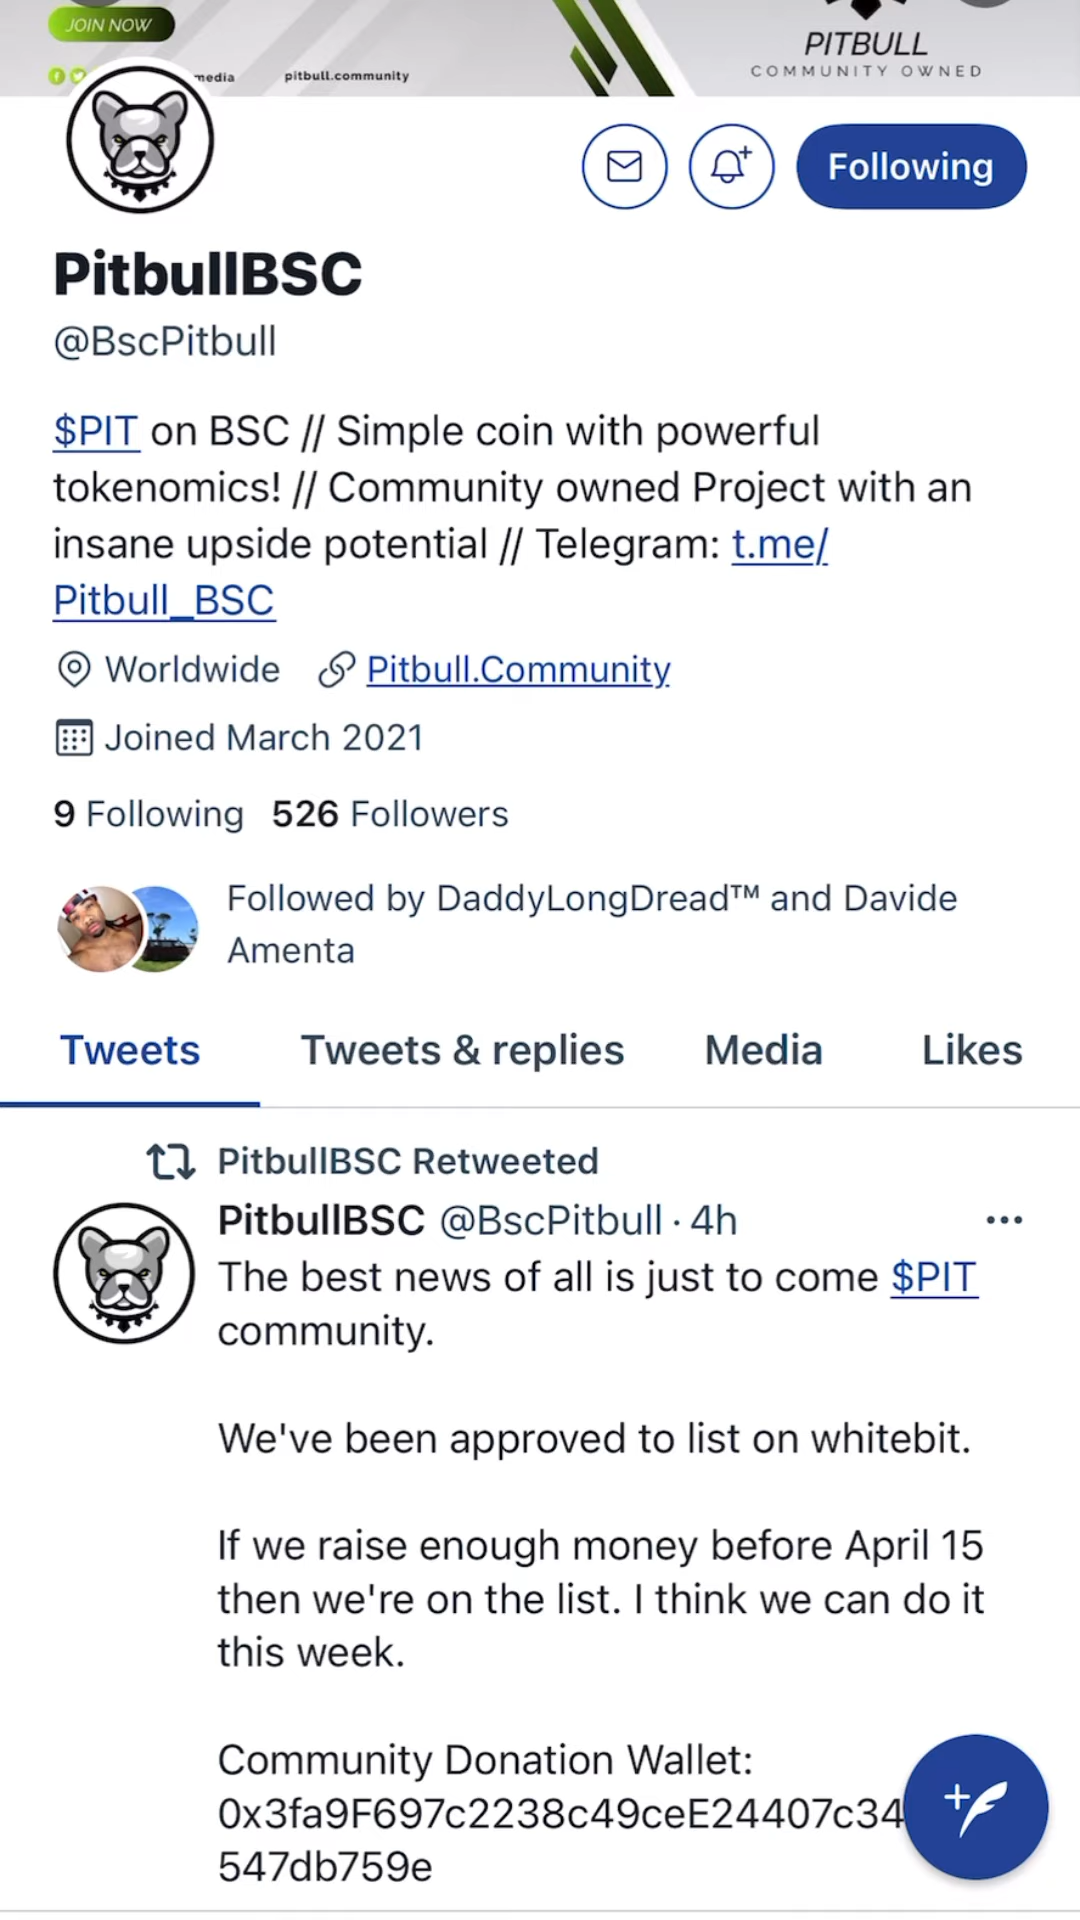 JOIN NOW
PITBULL
COMMUNITY OWNED
media pitbull.community
Following
PitbullBSC
@BscPitbull
$PIT on BSC // Simple coin with powerful
tokenomics! // Community owned Project with an
insane upside potential // Telegram: t.me/
Pitbull_BSC
Worldwide Pitbull.Community
Joined March 2021
9 Following 526 Followers
Followed by DaddyLongDread™ and Davide
Amenta
Tweets Tweets & replies Media Likes
PitbullBSC Retweeted
PitbullBSC @BscPitbull · 4h
The best news of all is just to come $PIT
community.
We've been approved to list on whitebit.
If we raise enough money before April 15
then we're on the list. I think we can do it
this week.
Community Donation Wallet:
0x3fa9F697c2238c49ceE24407c34
547db759e